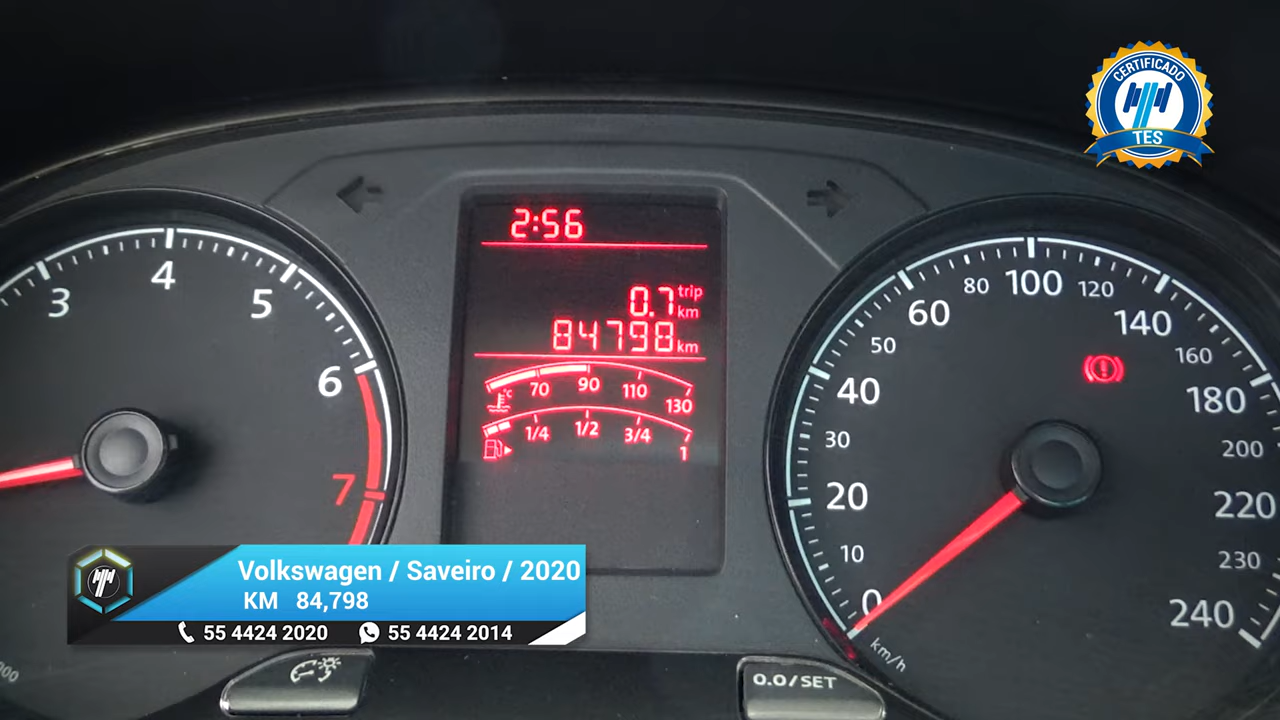 CERTIFICADO
TES
2:56
trip
0.7 km
84798 km
°C
70 90 110 130
1/4 1/2 3/4 1
3 4 5 6 7
0 10 20 30 40 50 60 80 100 120 140 160 180 200 220 230 240
km/h
Volkswagen / Saveiro / 2020
KM 84,798
55 4424 2020 55 4424 2014
0.0/SET